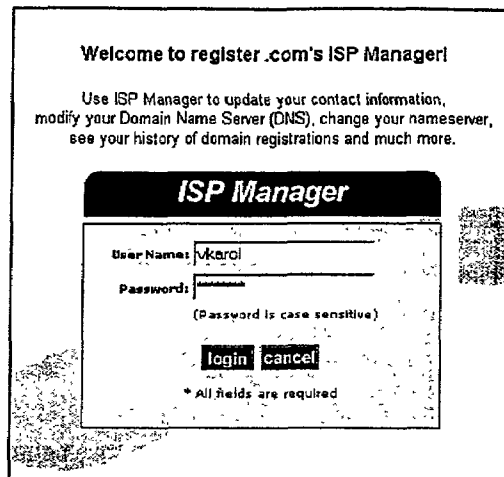 Welcome to register.com's ISP Manager!
Use ISP Manager to update your contact information,
modify your Domain Name Server (DNS), change your nameserver,
see your history of domain registrations and much more.
ISP Manager
User Name: vkarol
Password: *********
(Password is case sensitive)
login cancel
* All fields are required